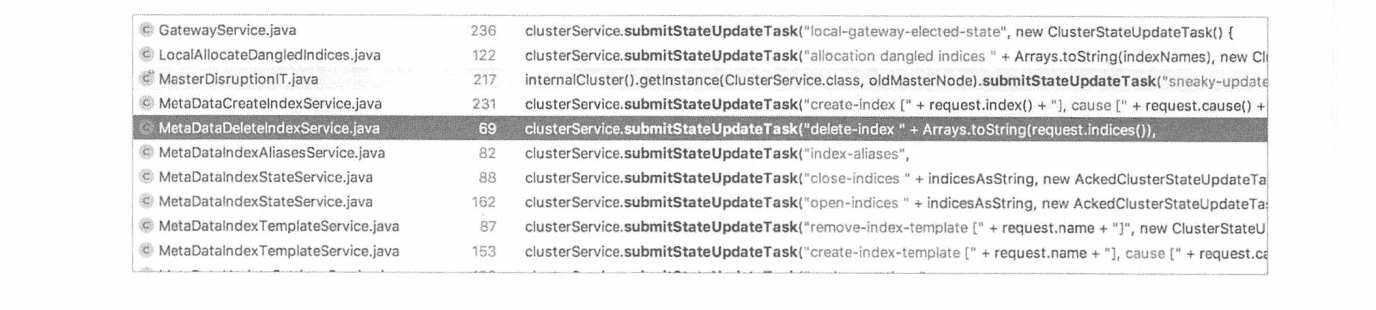 GatewayService.java 236 clusterService.submitStateUpdateTask("local-gateway-elected-state", new ClusterStateUpdateTask() {
LocalAllocateDangledIndices.java 122 clusterService.submitStateUpdateTask("allocation dangled indices " + Arrays.toString(indexNames), new Cl
MasterDisruptionIT.java 217 internalCluster().getInstance(ClusterService.class, oldMasterNode).submitStateUpdateTask("sneaky-update
MetaDataCreateIndexService.java 231 clusterService.submitStateUpdateTask("create-index [" + request.index() + "], cause [" + request.cause() +
MetaDataDeleteIndexService.java 69 clusterService.submitStateUpdateTask("delete-index " + Arrays.toString(request.indices()),
MetaDataIndexAliasesService.java 82 clusterService.submitStateUpdateTask("index-aliases",
MetaDataIndexStateService.java 88 clusterService.submitStateUpdateTask("close-indices " + indicesAsString, new AckedClusterStateUpdateTa
MetaDataIndexStateService.java 162 clusterService.submitStateUpdateTask("open-indices " + indicesAsString, new AckedClusterStateUpdateTa
MetaDataIndexTemplateService.java 87 clusterService.submitStateUpdateTask("remove-index-template [" + request.name + "]", new ClusterStateU
MetaDataIndexTemplateService.java 153 clusterService.submitStateUpdateTask("create-index-template [" + request.name + "], cause [" + request.ca